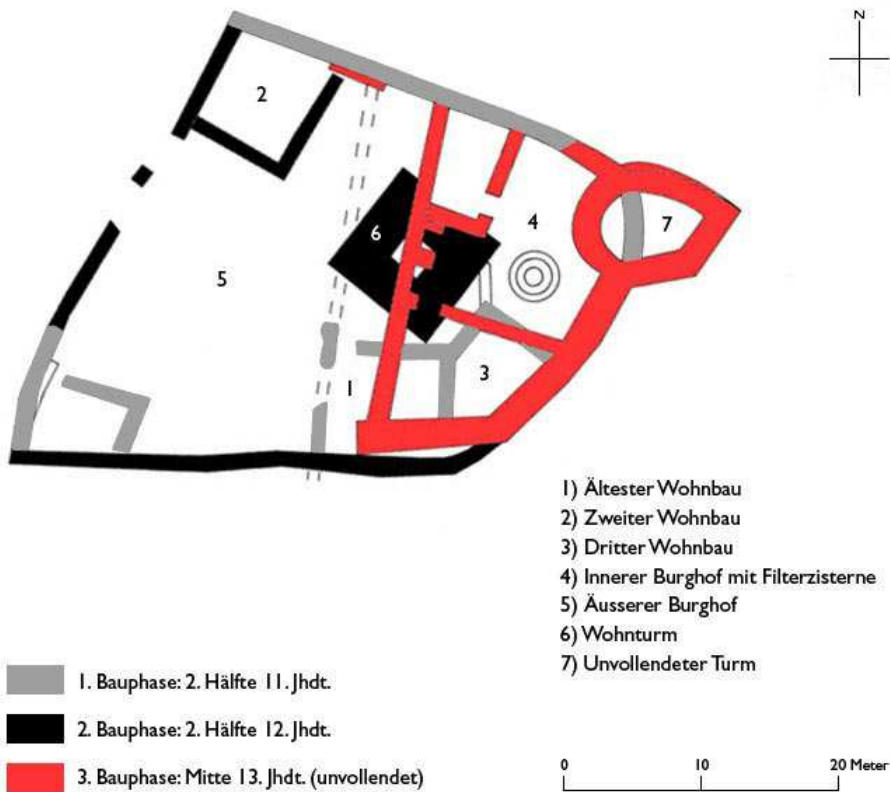 N
2
6
4
7
5
1
3
1) Ältester Wohnbau
2) Zweiter Wohnbau
3) Dritter Wohnbau
4) Innerer Burghof mit Filterzisterne
5) Äusserer Burghof
6) Wohnturm
7) Unvollendeter Turm
1. Bauphase: 2. Hälfte 11. Jhdt.
2. Bauphase: 2. Hälfte 12. Jhdt.
3. Bauphase: Mitte 13. Jhdt. (unvollendet)
0 10 20 Meter